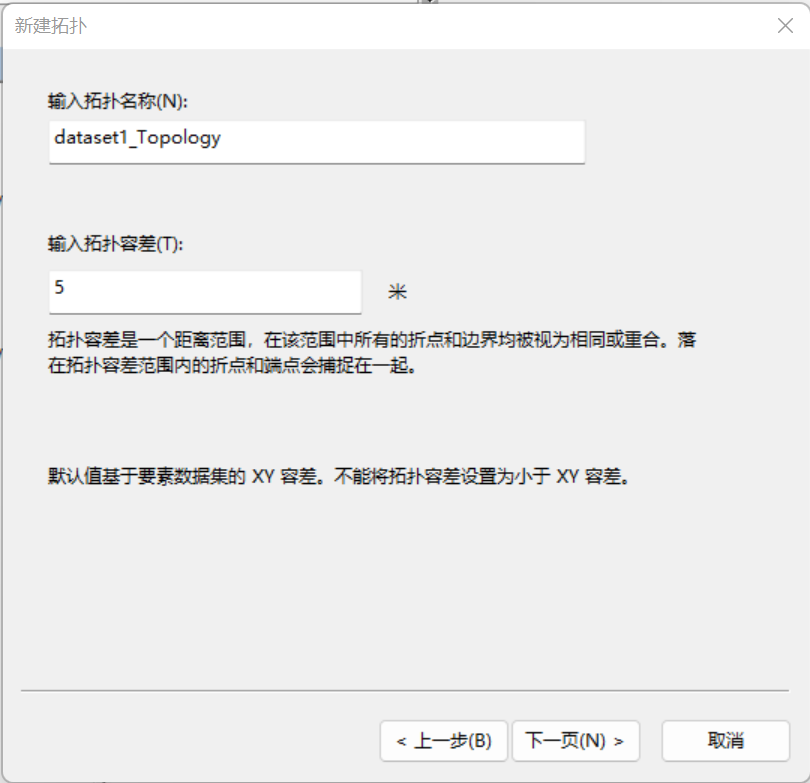 新建拓扑
输入拓扑名称(N):
dataset1_Topology
输入拓扑容差(T):
5
米
拓扑容差是一个距离范围，在该范围中所有的折点和边界均被视为相同或重合。落
在拓扑容差范围内的折点和端点会捕捉在一起。
默认值基于要素数据集的 XY 容差。不能将拓扑容差设置为小于 XY 容差。
< 上一步(B)
下一页(N) >
取消